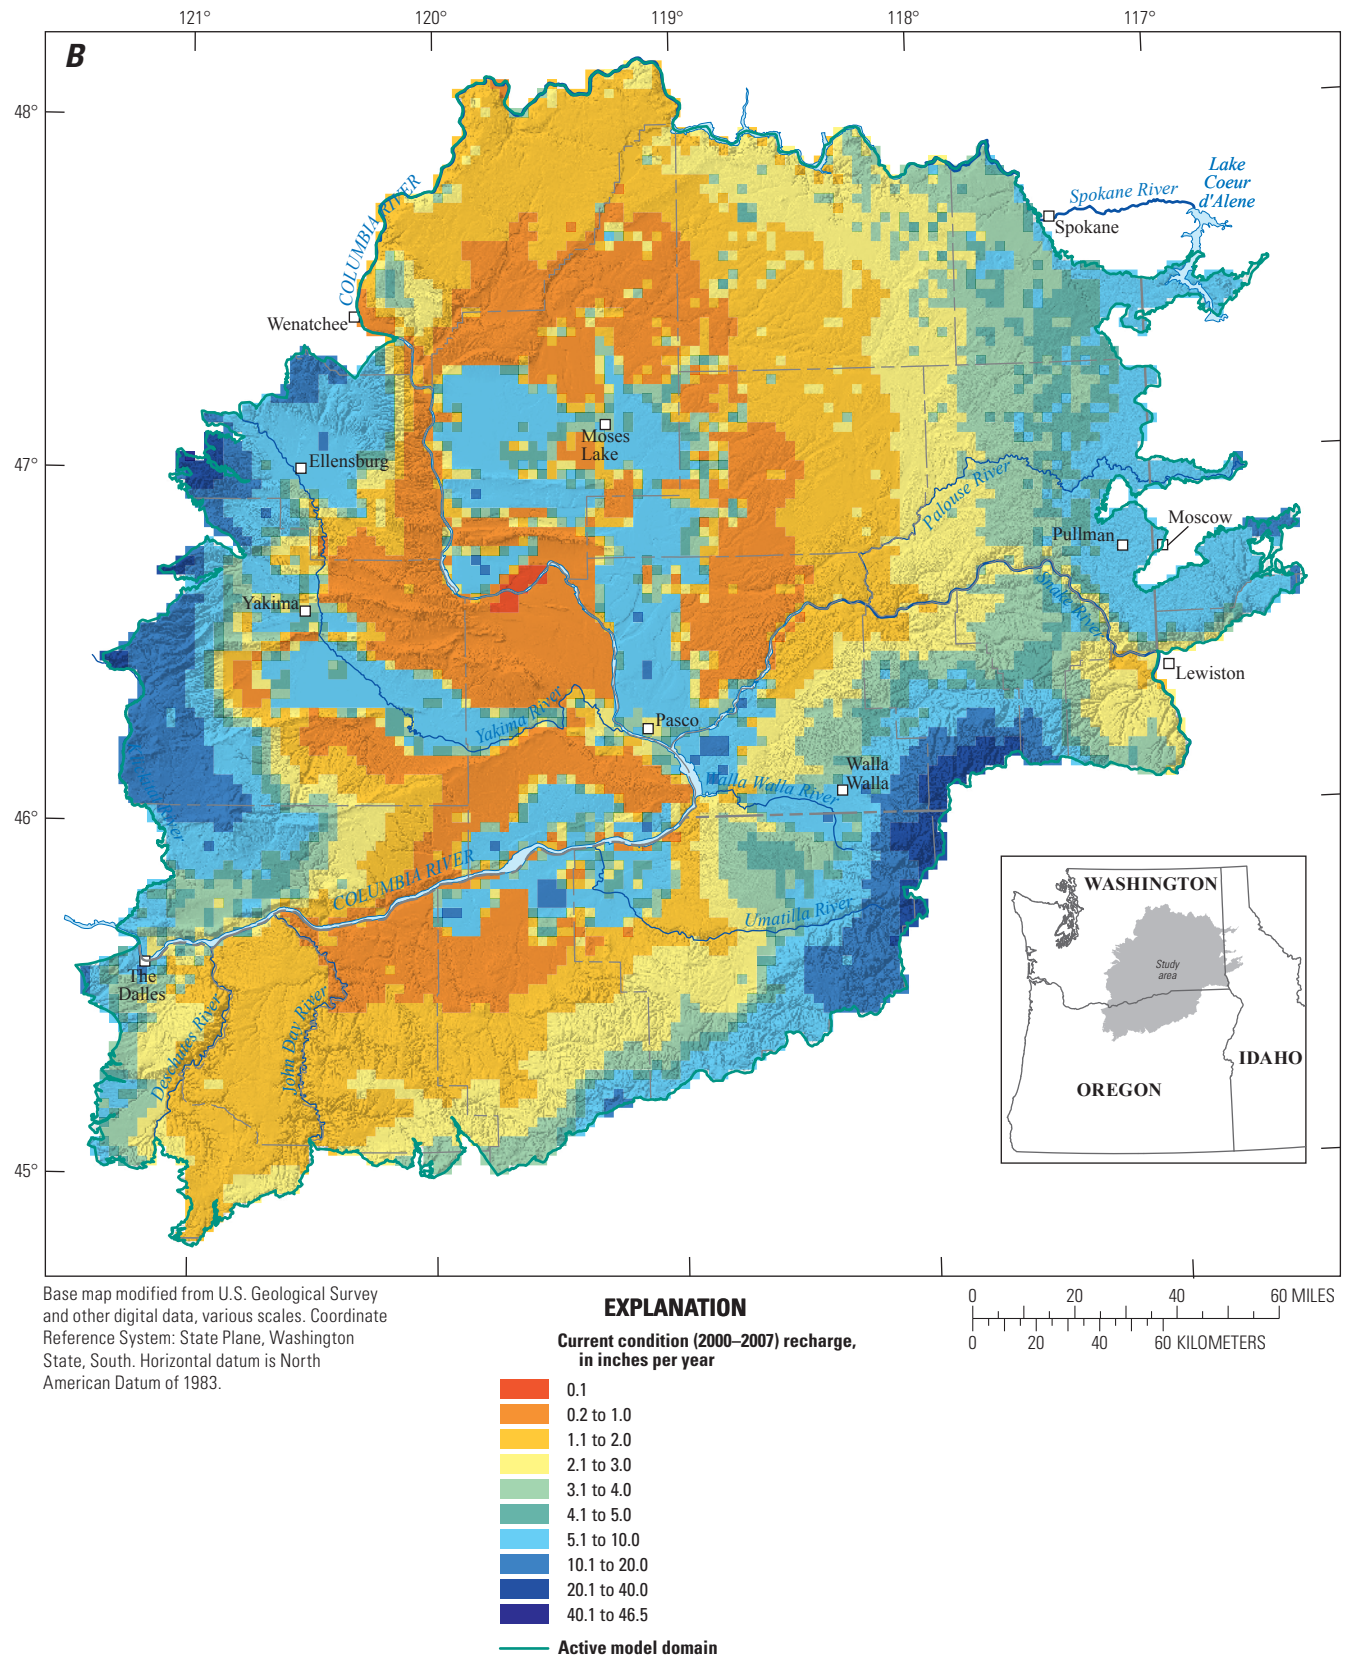 121°
120°
119°
118°
117°
B
48°
47°
46°
45°
Lake
Coeur
d'Alene
Spokane River
Spokane
COLUMBIA RIVER
Wenatchee
Moses
Lake
Ellensburg
Palouse River
Pullman
Moscow
Yakima
Snake River
Lewiston
Yakima River
Pasco
Walla
Walla
Walla Walla River
COLUMBIA RIVER
Umatilla River
The
Dalles
Deschutes River
John Day River
WASHINGTON
Study
area
IDAHO
OREGON
Base map modified from U.S. Geological Survey
and other digital data, various scales. Coordinate
Reference System: State Plane, Washington
State, South. Horizontal datum is North
American Datum of 1983.
0 20 40 60 MILES
0 20 40 60 KILOMETERS
EXPLANATION
Current condition (2000–2007) recharge,
in inches per year
0.1
0.2 to 1.0
1.1 to 2.0
2.1 to 3.0
3.1 to 4.0
4.1 to 5.0
5.1 to 10.0
10.1 to 20.0
20.1 to 40.0
40.1 to 46.5
Active model domain